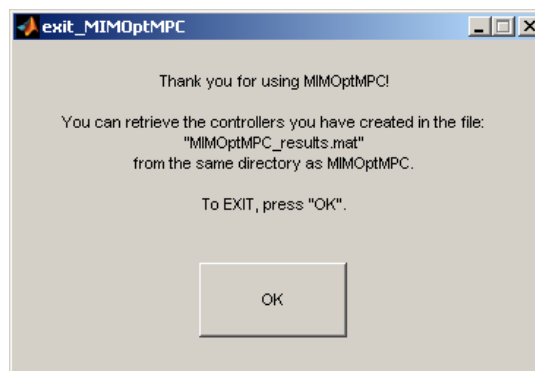 exit_MIMOptMPC
Thank you for using MIMOptMPC!
You can retrieve the controllers you have created in the file:
"MIMOptMPC_results.mat"
from the same directory as MIMOptMPC.
To EXIT, press "OK".
OK